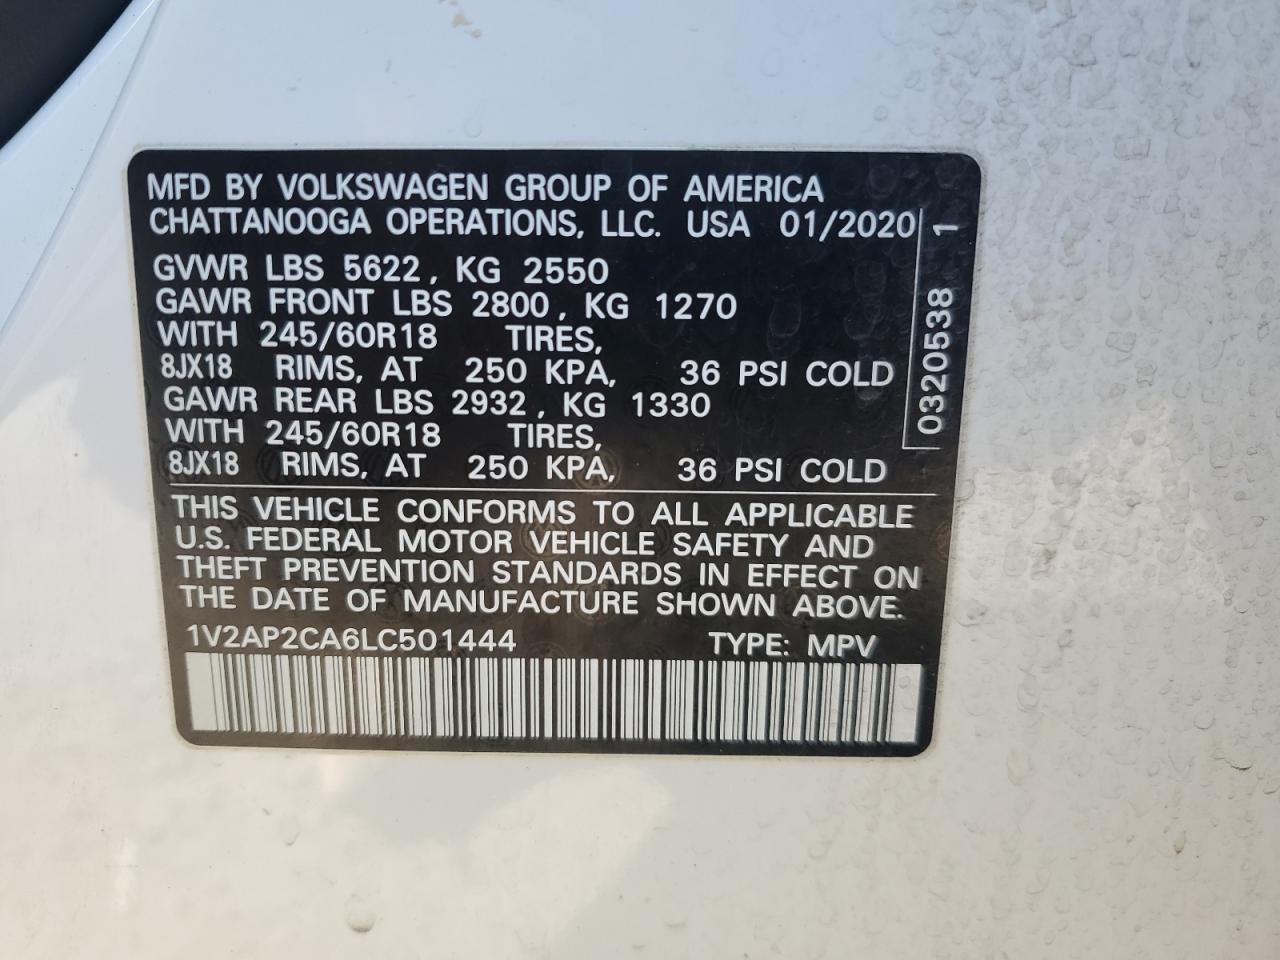 MFD BY VOLKSWAGEN GROUP OF AMERICA
CHATTANOOGA OPERATIONS, LLC. USA 01/2020
GVWR LBS 5622, KG 2550
GAWR FRONT LBS 2800, KG 1270
WITH 245/60R18 TIRES,
8JX18 RIMS, AT 250 KPA, 36 PSI COLD
GAWR REAR LBS 2932, KG 1330
WITH 245/60R18 TIRES,
8JX18 RIMS, AT 250 KPA, 36 PSI COLD
0320538 1
THIS VEHICLE CONFORMS TO ALL APPLICABLE
U.S. FEDERAL MOTOR VEHICLE SAFETY AND
THEFT PREVENTION STANDARDS IN EFFECT ON
THE DATE OF MANUFACTURE SHOWN ABOVE.
1V2AP2CA6LC501444 TYPE: MPV